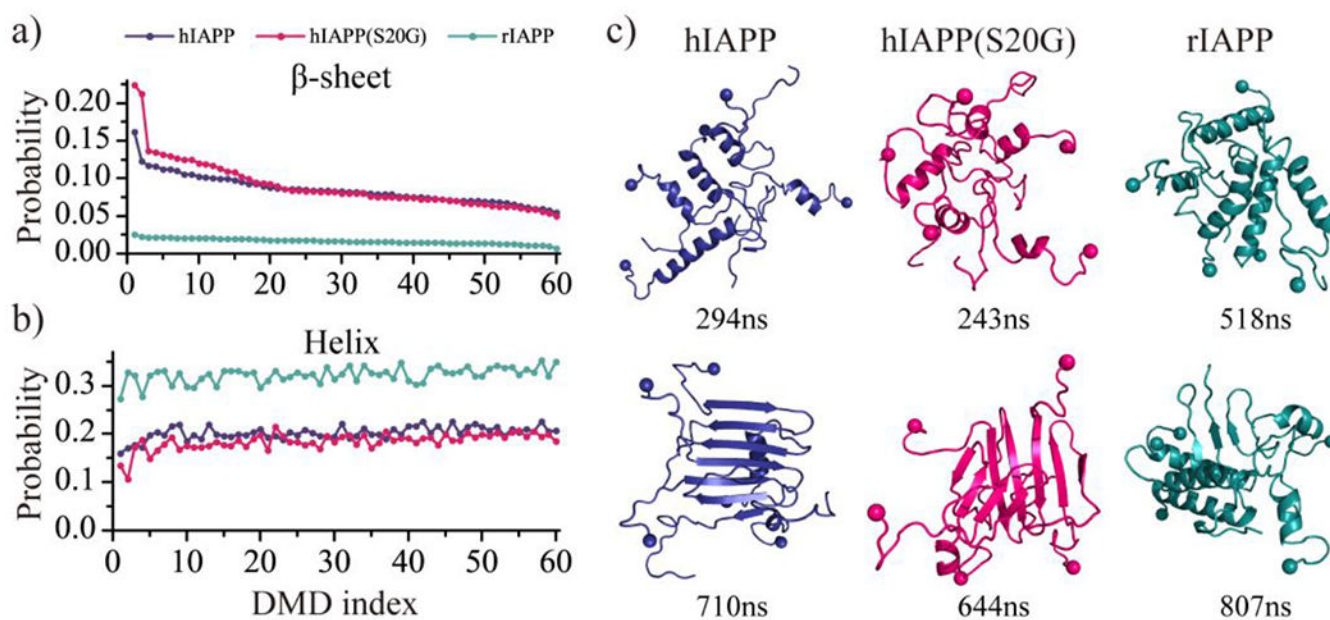 a)
hIAPP hIAPP(S20G) rIAPP
β-sheet
Probability
0.20
0.15
0.10
0.05
0.00
0 10 20 30 40 50 60
b)
Helix
Probability
0.3
0.2
0.1
0.0
0 10 20 30 40 50 60
DMD index
c)
hIAPP hIAPP(S20G) rIAPP
294ns 243ns 518ns
710ns 644ns 807ns